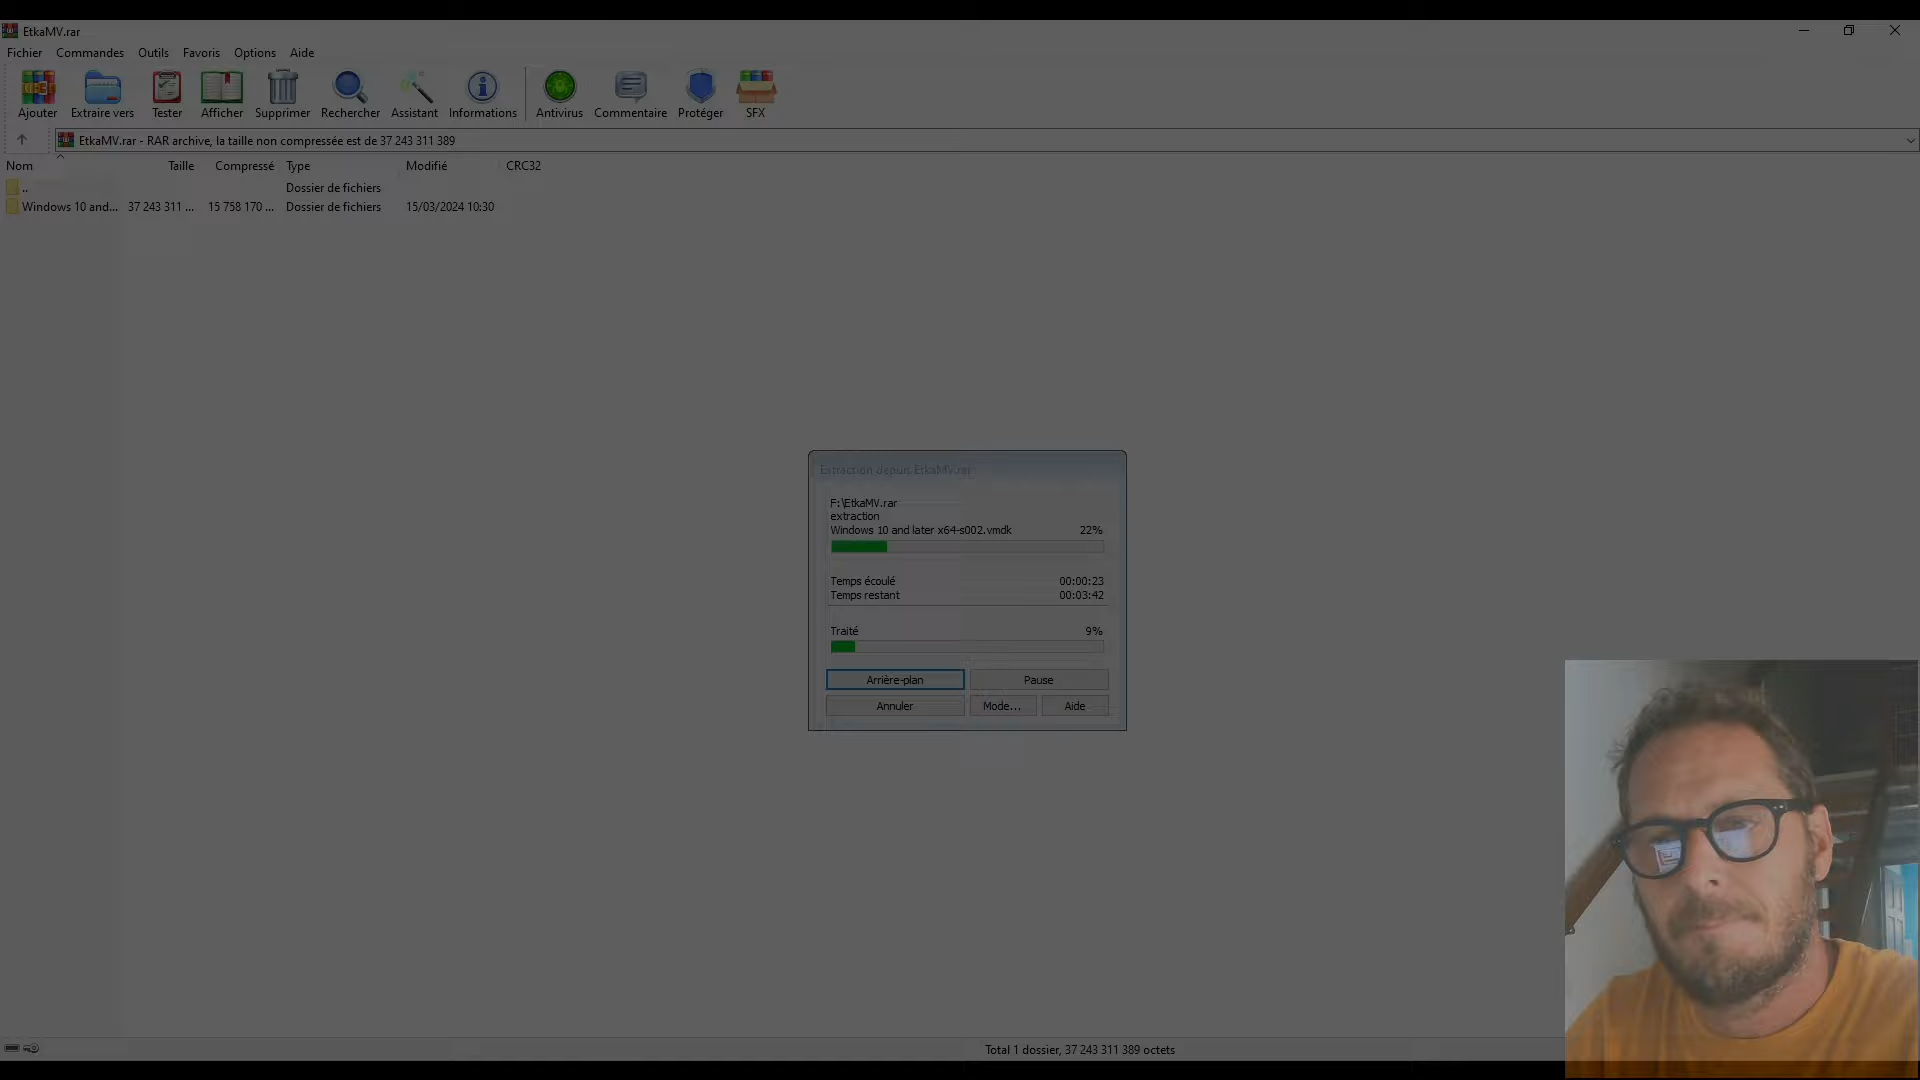 EtkaMV.rar
Fichier Commandes Outils Favoris Options Aide
Ajouter Extraire vers Tester Afficher Supprimer Rechercher Assistant Informations Antivirus Commentaire Protéger SFX
EtkaMV.rar - RAR archive, la taille non compressée est de 37 243 311 389
Nom Taille Compressé Type Modifié CRC32
.. Dossier de fichiers
Windows 10 and... 37 243 311 ... 15 758 170 ... Dossier de fichiers 15/03/2024 10:30
Extraction depuis EtkaMV.rar
F:\EtkaMV.rar
extraction
Windows 10 and later x64-s002.vmdk 22%
Temps écoulé 00:00:23
Temps restant 00:03:42
Traité 9%
Arrière-plan Pause
Annuler Mode... Aide
Total 1 dossier, 37 243 311 389 octets